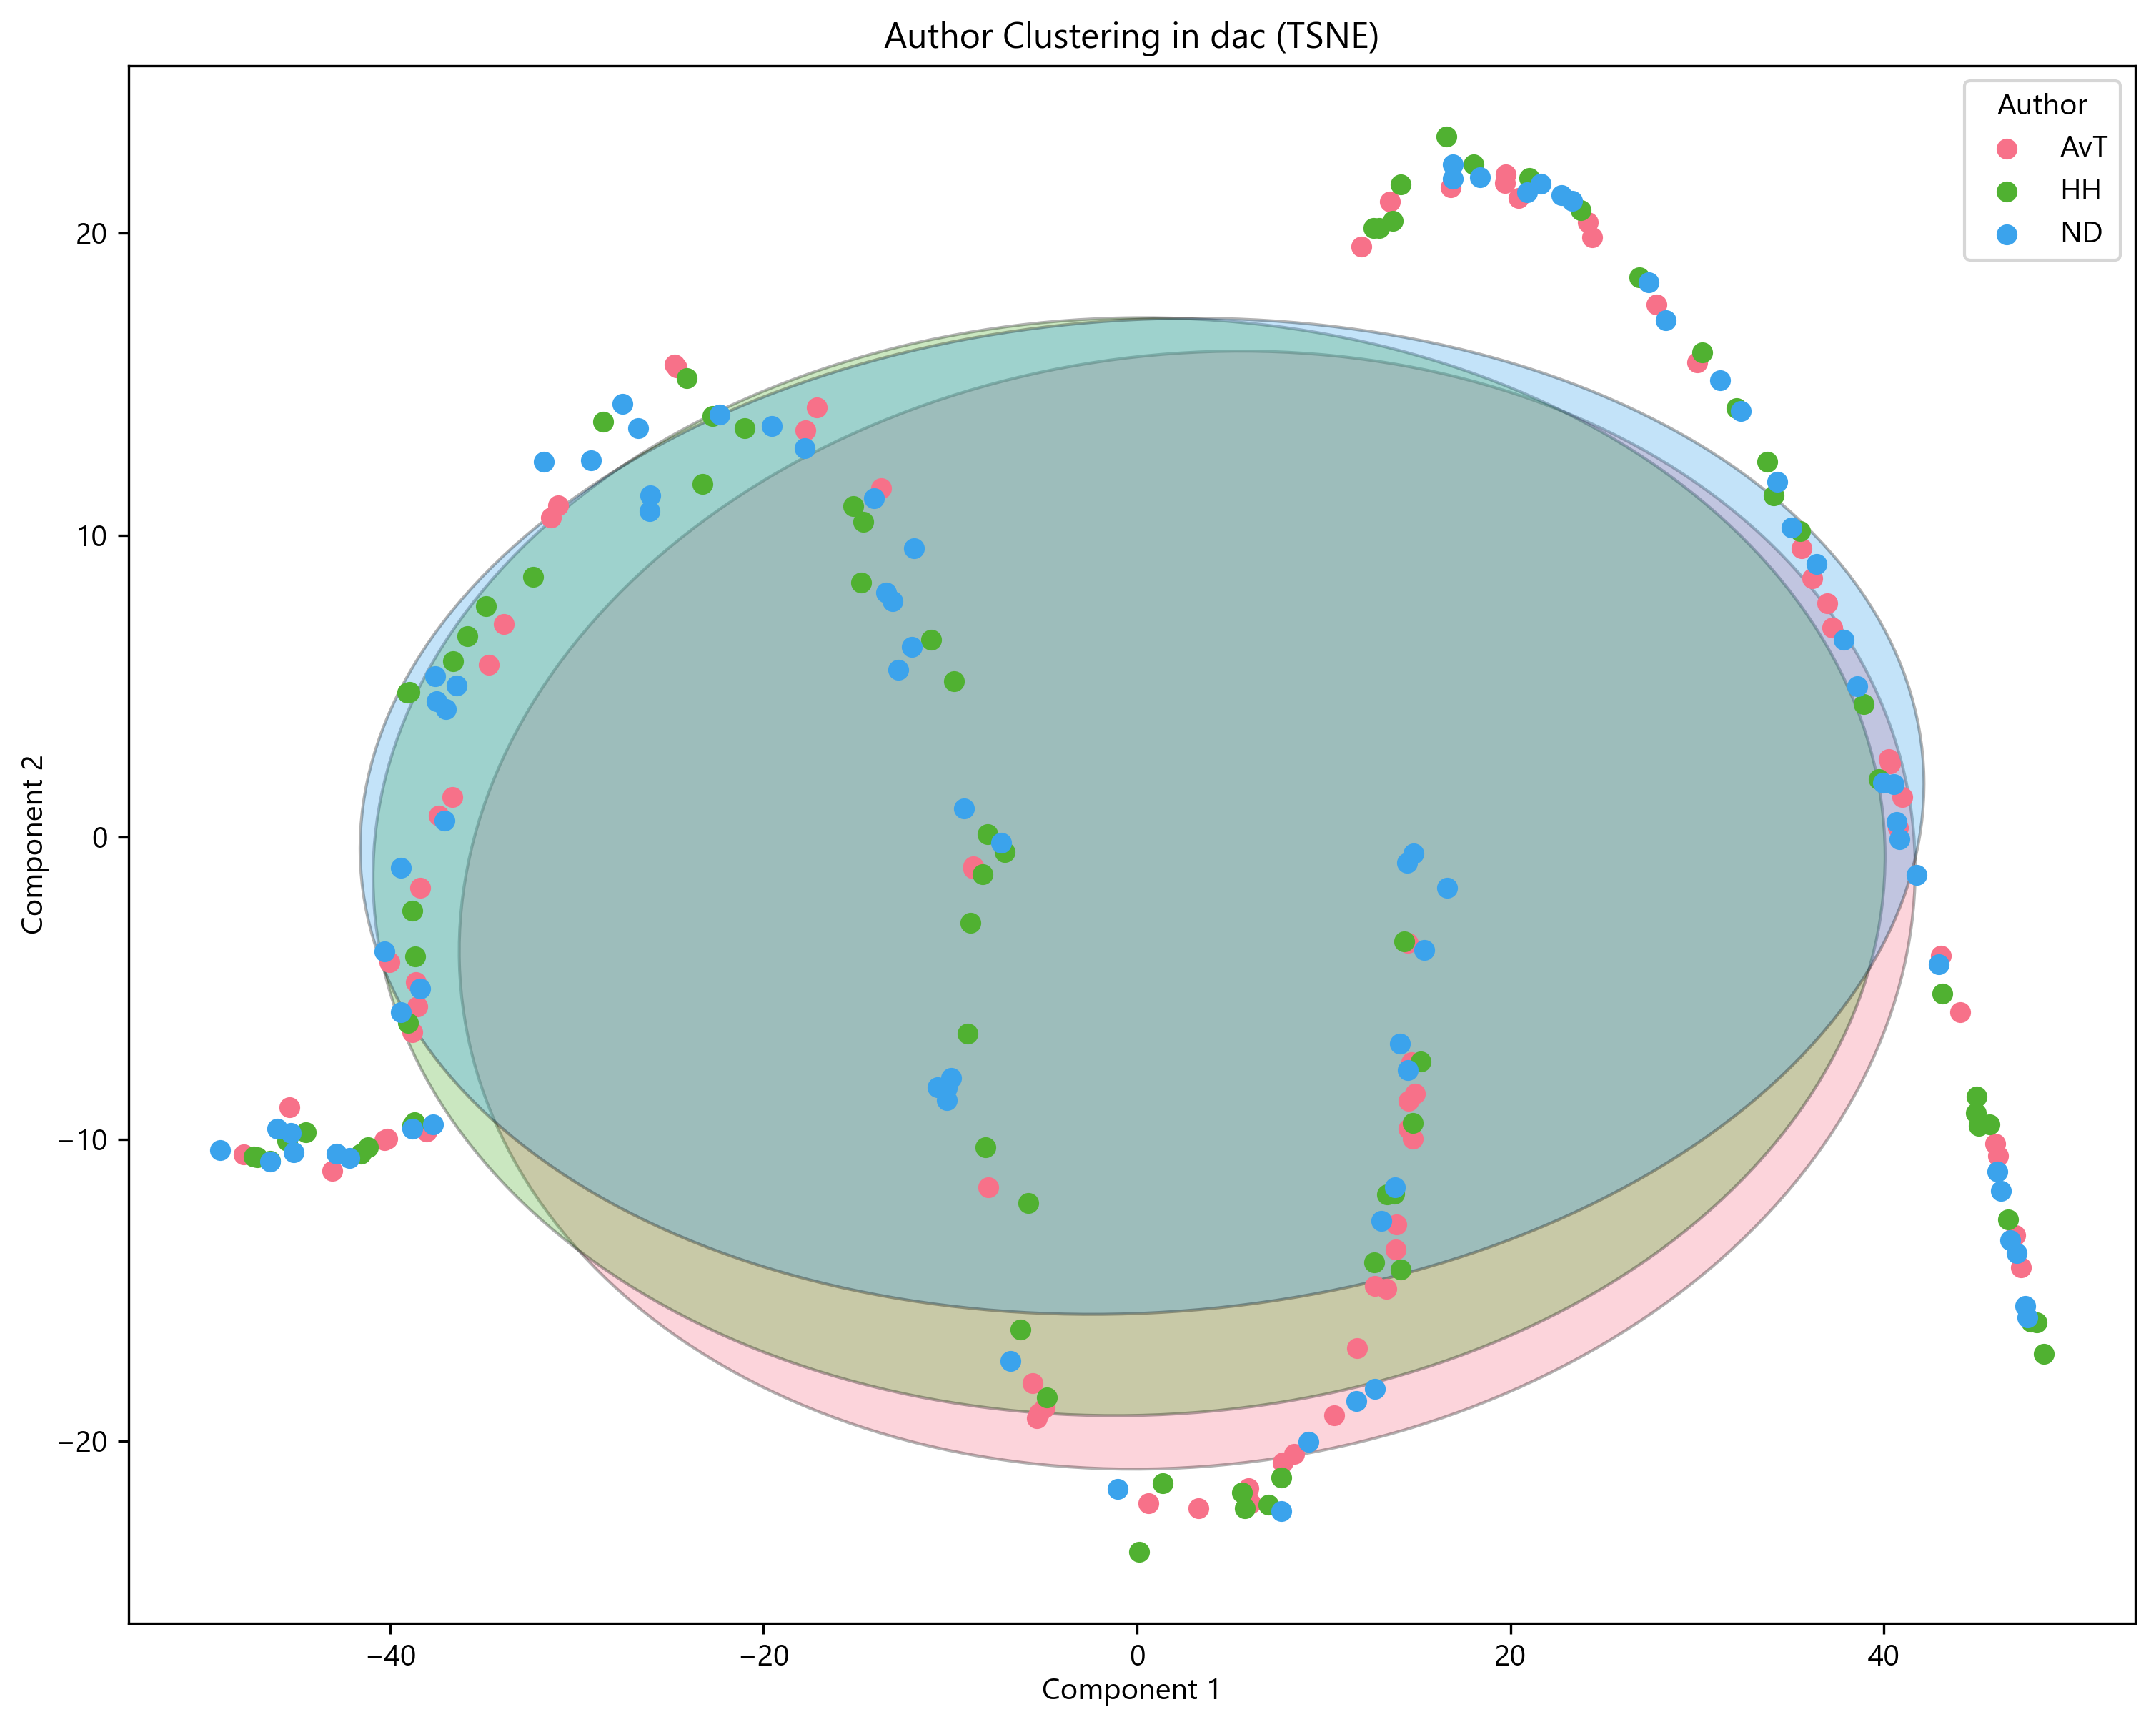 Author Clustering in dac (TSNE)
Author
AvT
HH
ND
20
10
0
−10
−20
Component 2
−40
−20
0
20
40
Component 1